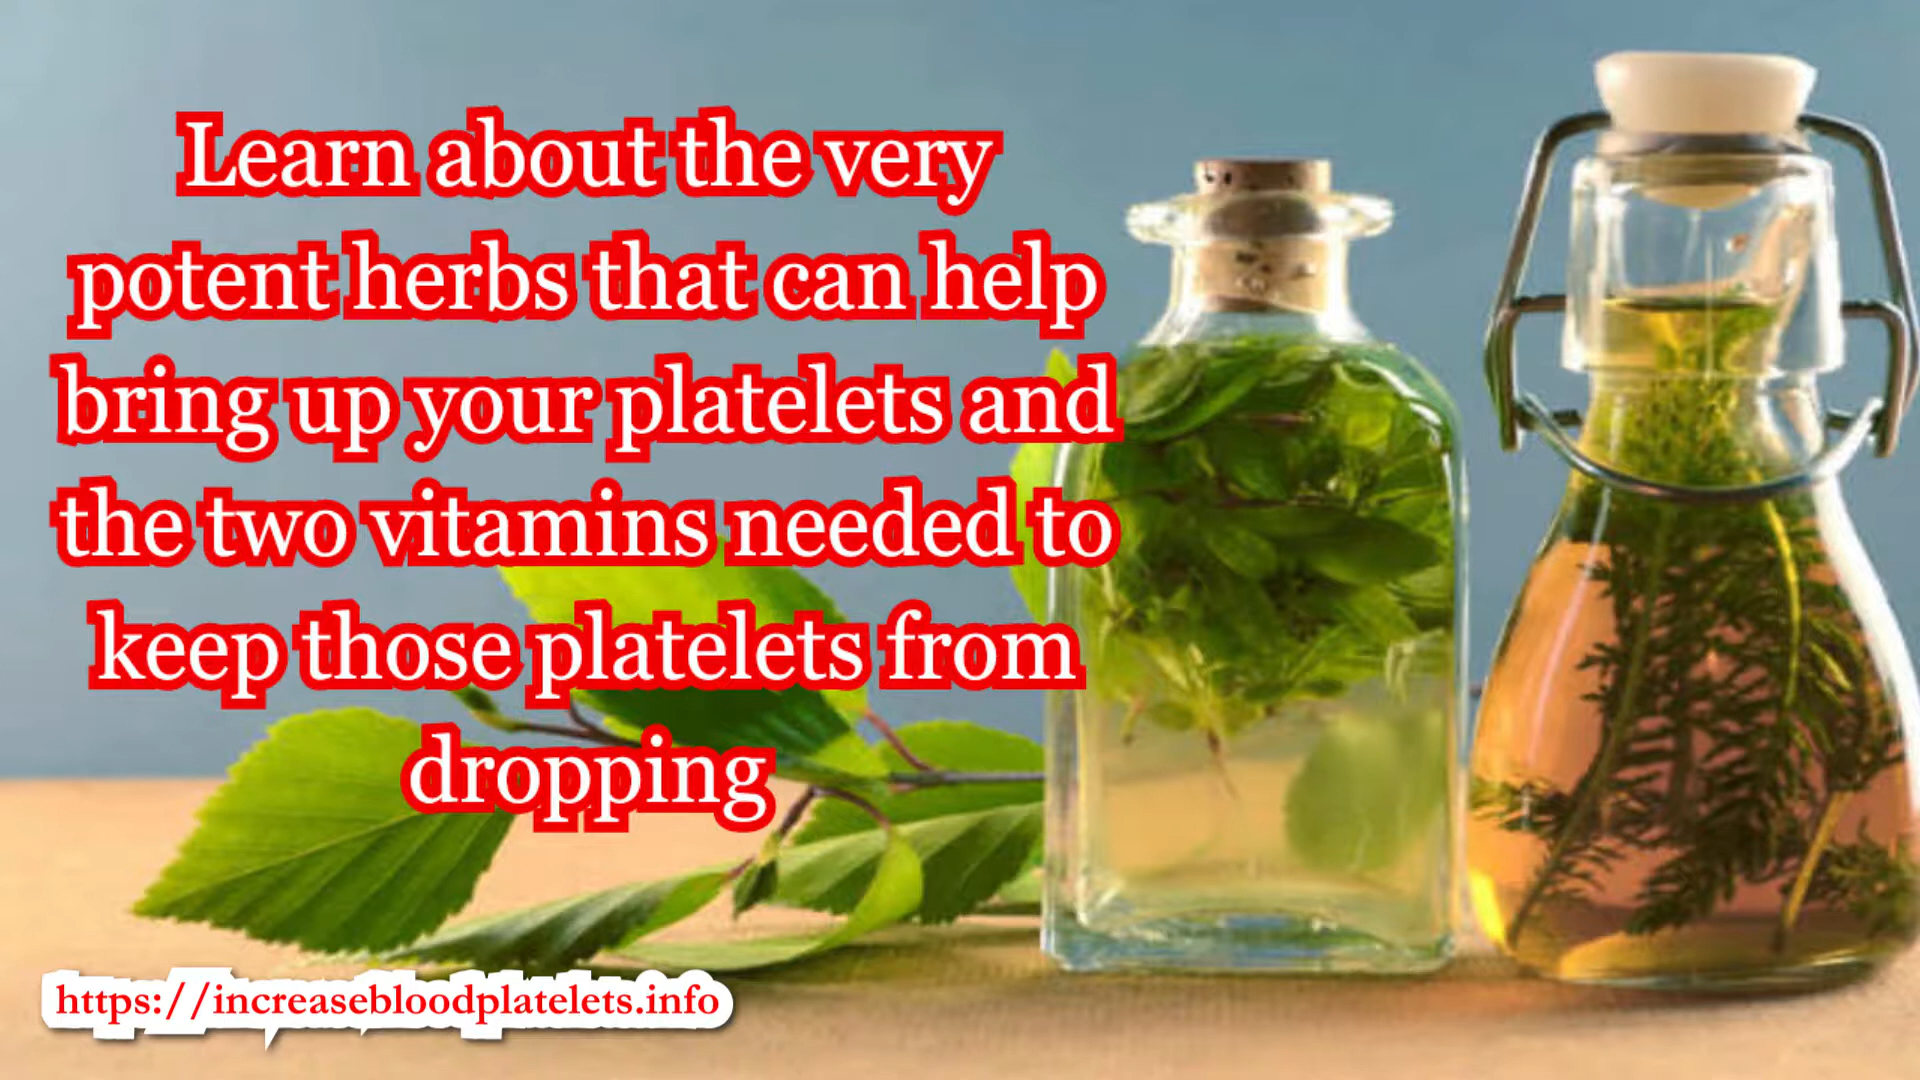 Learn about the very
potent herbs that can help
bring up your platelets and
the two vitamins needed to
keep those platelets from
dropping
https://increasebloodplatelets.info